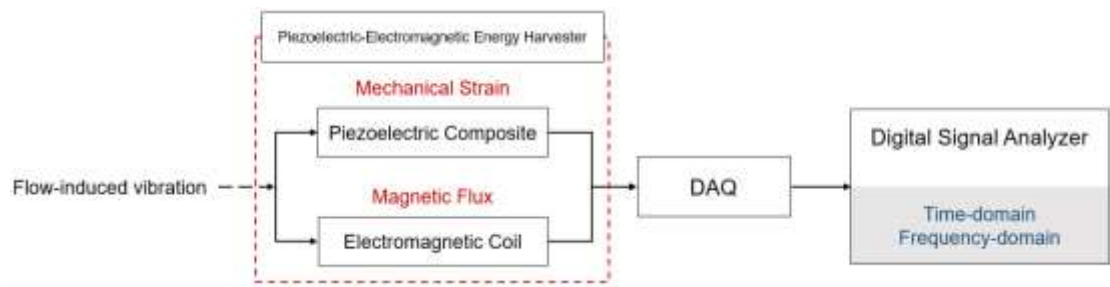 Piezoelectric-Electromagnetic Energy Harvester
Mechanical Strain
Piezoelectric Composite
Flow-induced vibration
Magnetic Flux
Electromagnetic Coil
DAQ
Digital Signal Analyzer
Time-domain
Frequency-domain